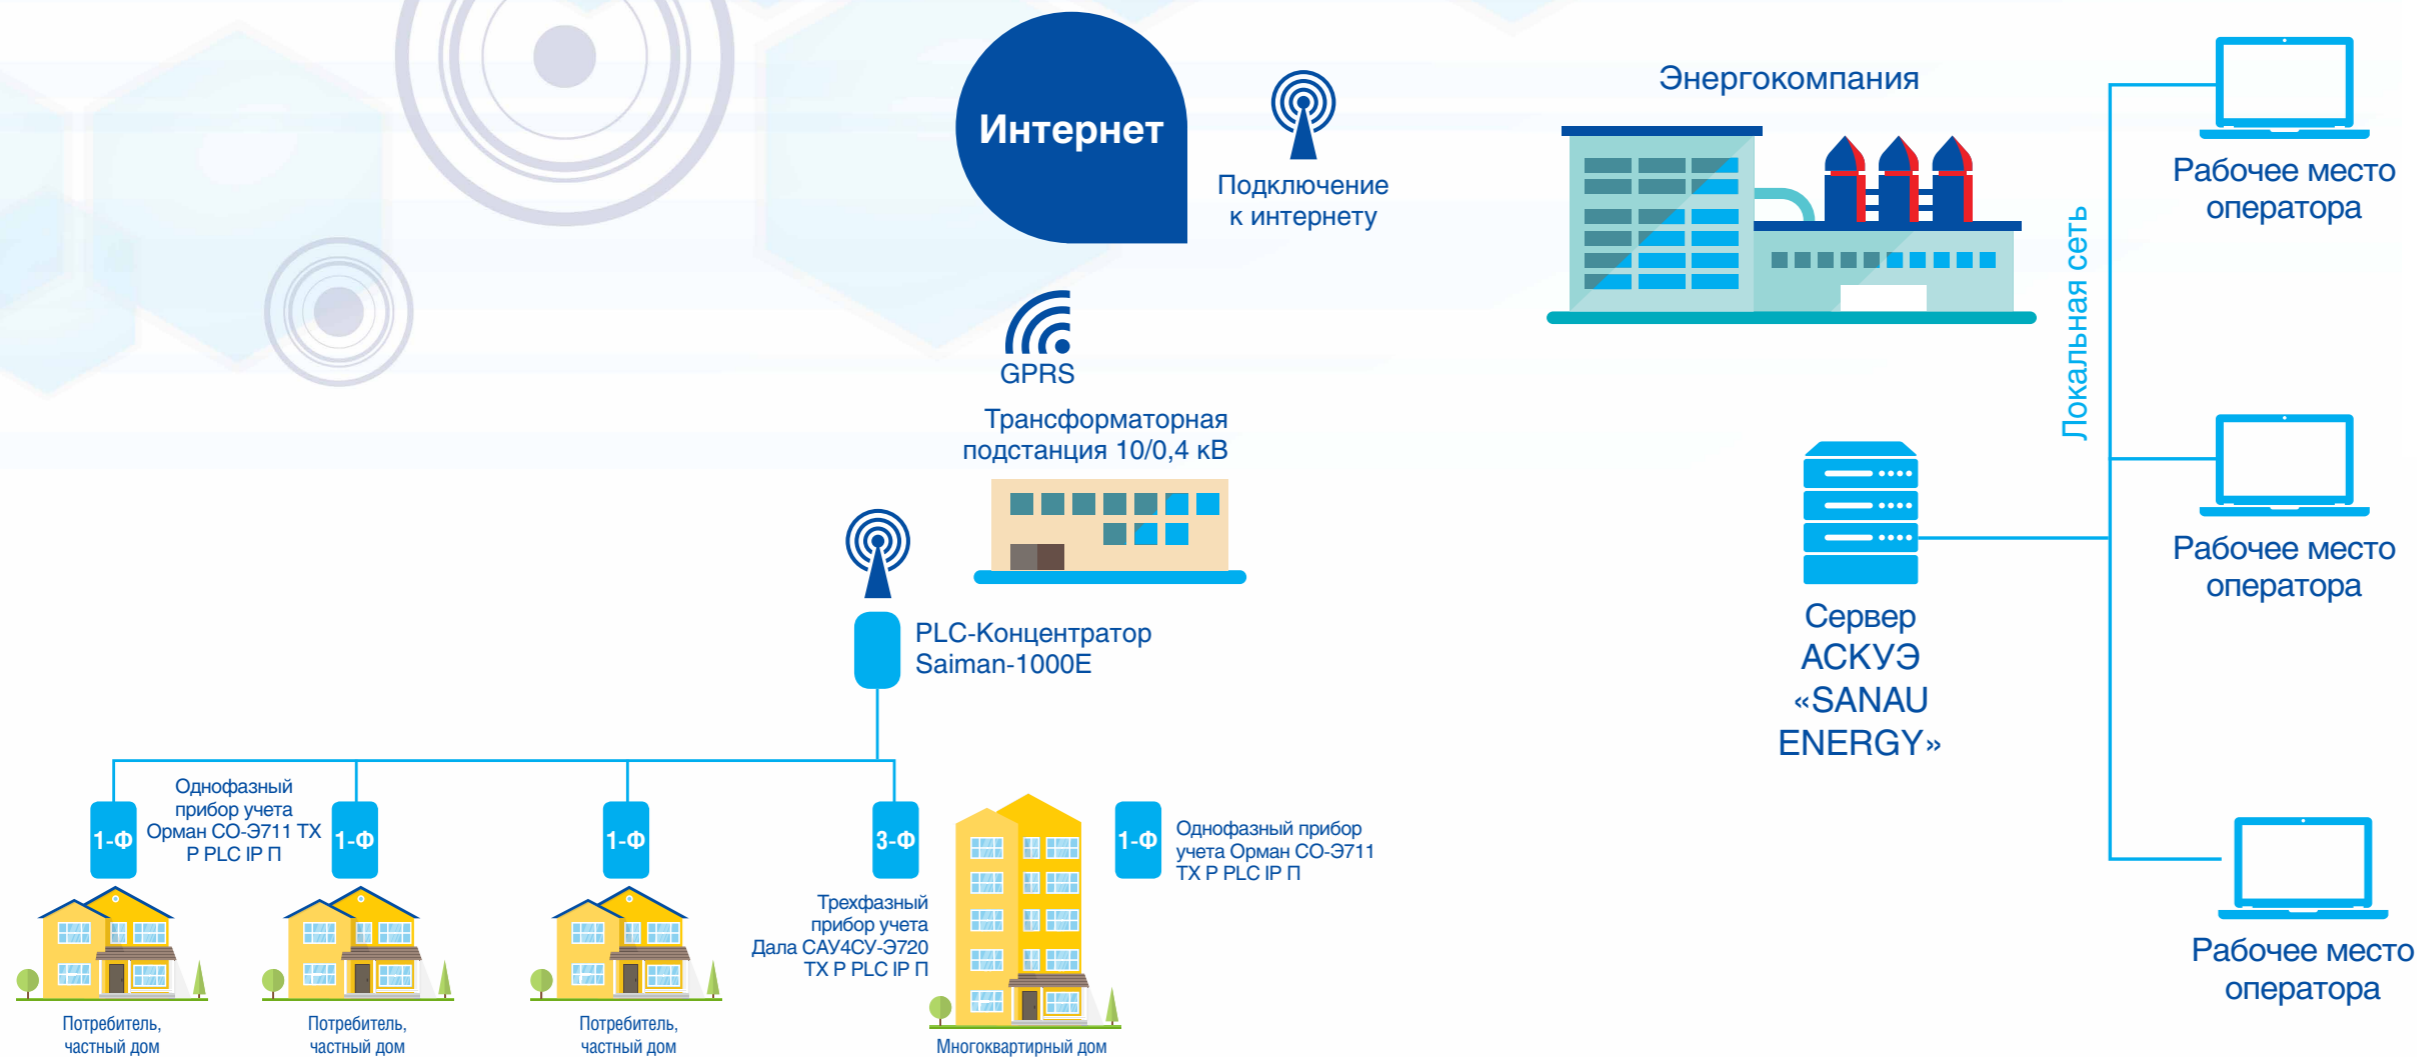 Интернет
Подключение
к интернету
GPRS
Трансформаторная
подстанция 10/0,4 кВ
PLC-Концентратор
Saiman-1000E
1-Ф
Однофазный
прибор учета
Орман СО-Э711 ТХ
Р PLC IP П
1-Ф
1-Ф
3-Ф
Трехфазный
прибор учета
Дала САУ4СУ-Э720
ТХ Р PLC IP П
1-Ф
Однофазный прибор
учета Орман СО-Э711
ТХ Р PLC IP П
Потребитель,
частный дом
Потребитель,
частный дом
Потребитель,
частный дом
Многоквартирный дом
Энергокомпания
Локальная сеть
Сервер
АСКУЭ
«SANAU
ENERGY»
Рабочее место
оператора
Рабочее место
оператора
Рабочее место
оператора